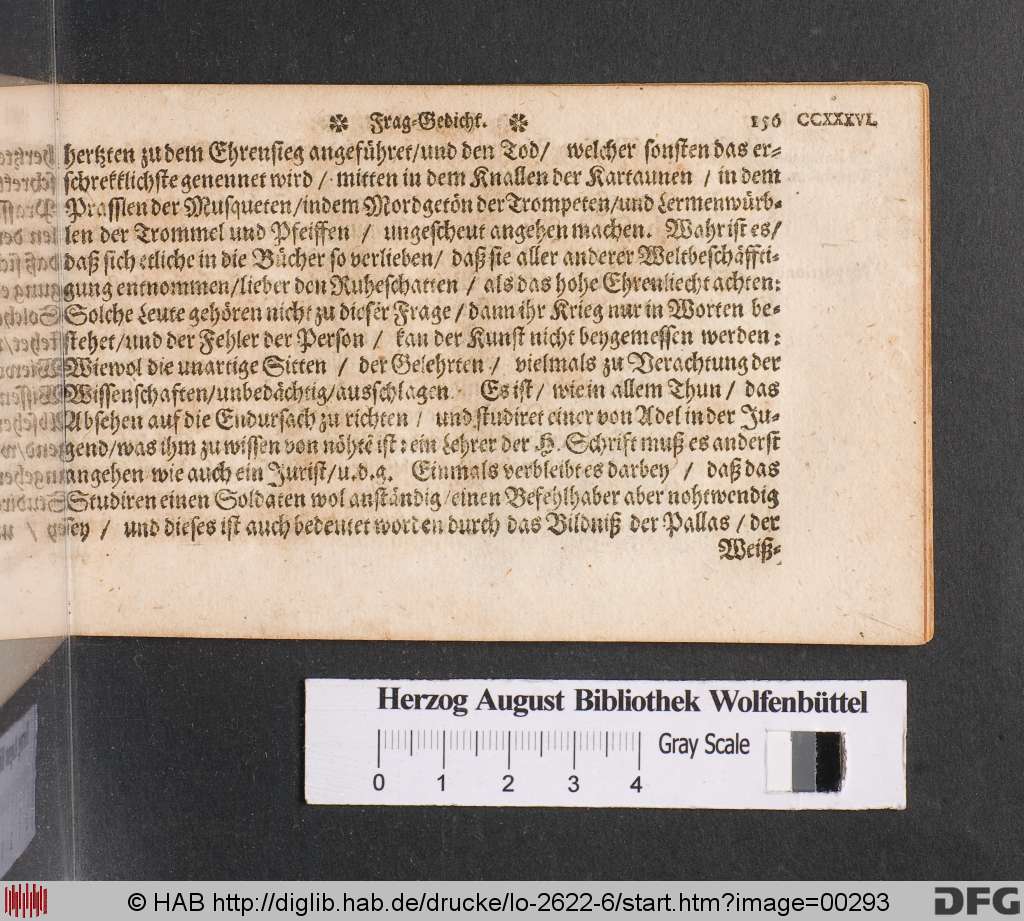 ✼ Frag-Gedicht. ✼ 156 CCXXXVI.
hertzten zu dem Ehrensieg angeführet/und den Tod/ welcher sonsten das er-
schrekklichste genennet wird / mitten in dem Knallen der Kartaunen / in dem
Prasslen der Musqueten/in dem Mordgetön der Trompeten/und Lermenwürb-
len der Trommel und Pfeiffen / ungescheut angehen machen. Wahr ist es/
daß sich etliche in die Bücher so verlieben/ daß sie aller anderer Weltbeschäffti-
gung entnommen/lieber den Ruheschatten / als das hohe Ehrenliecht achten:
Solche Leute gehören nicht zu dieser Frage/ dann ihr Krieg nur in Worten be-
stehet/und der Fehler der Person / kan der Kunst nicht beygemessen werden:
Wiewol die unartige Sitten / der Gelehrten / vielmals zu Verachtung der
Wissenschaften/unbedächtig/ausschlagen. Es ist/ wie in allem Thun / das
Absehen auf die Endursach zu richten / und studiret einer von Adel in der Ju-
gend/was ihm zu wissen von nöhtē ist: ein Lehrer der H. Schrift muß es anderst
angehen wie auch ein Jurist/u.d.g. Einmals verbleibt es darbey / daß das
Studiren einen Soldaten wol anständig/einen Befehlhaber aber nohtwendig
sey / und dieses ist auch bedeutet worden durch das Bildniß der Pallas / der
Weiß-
Herzog August Bibliothek Wolfenbüttel
Gray Scale
0 1 2 3 4
© HAB http://diglib.hab.de/drucke/lo-2622-6/start.htm?image=00293
DFG